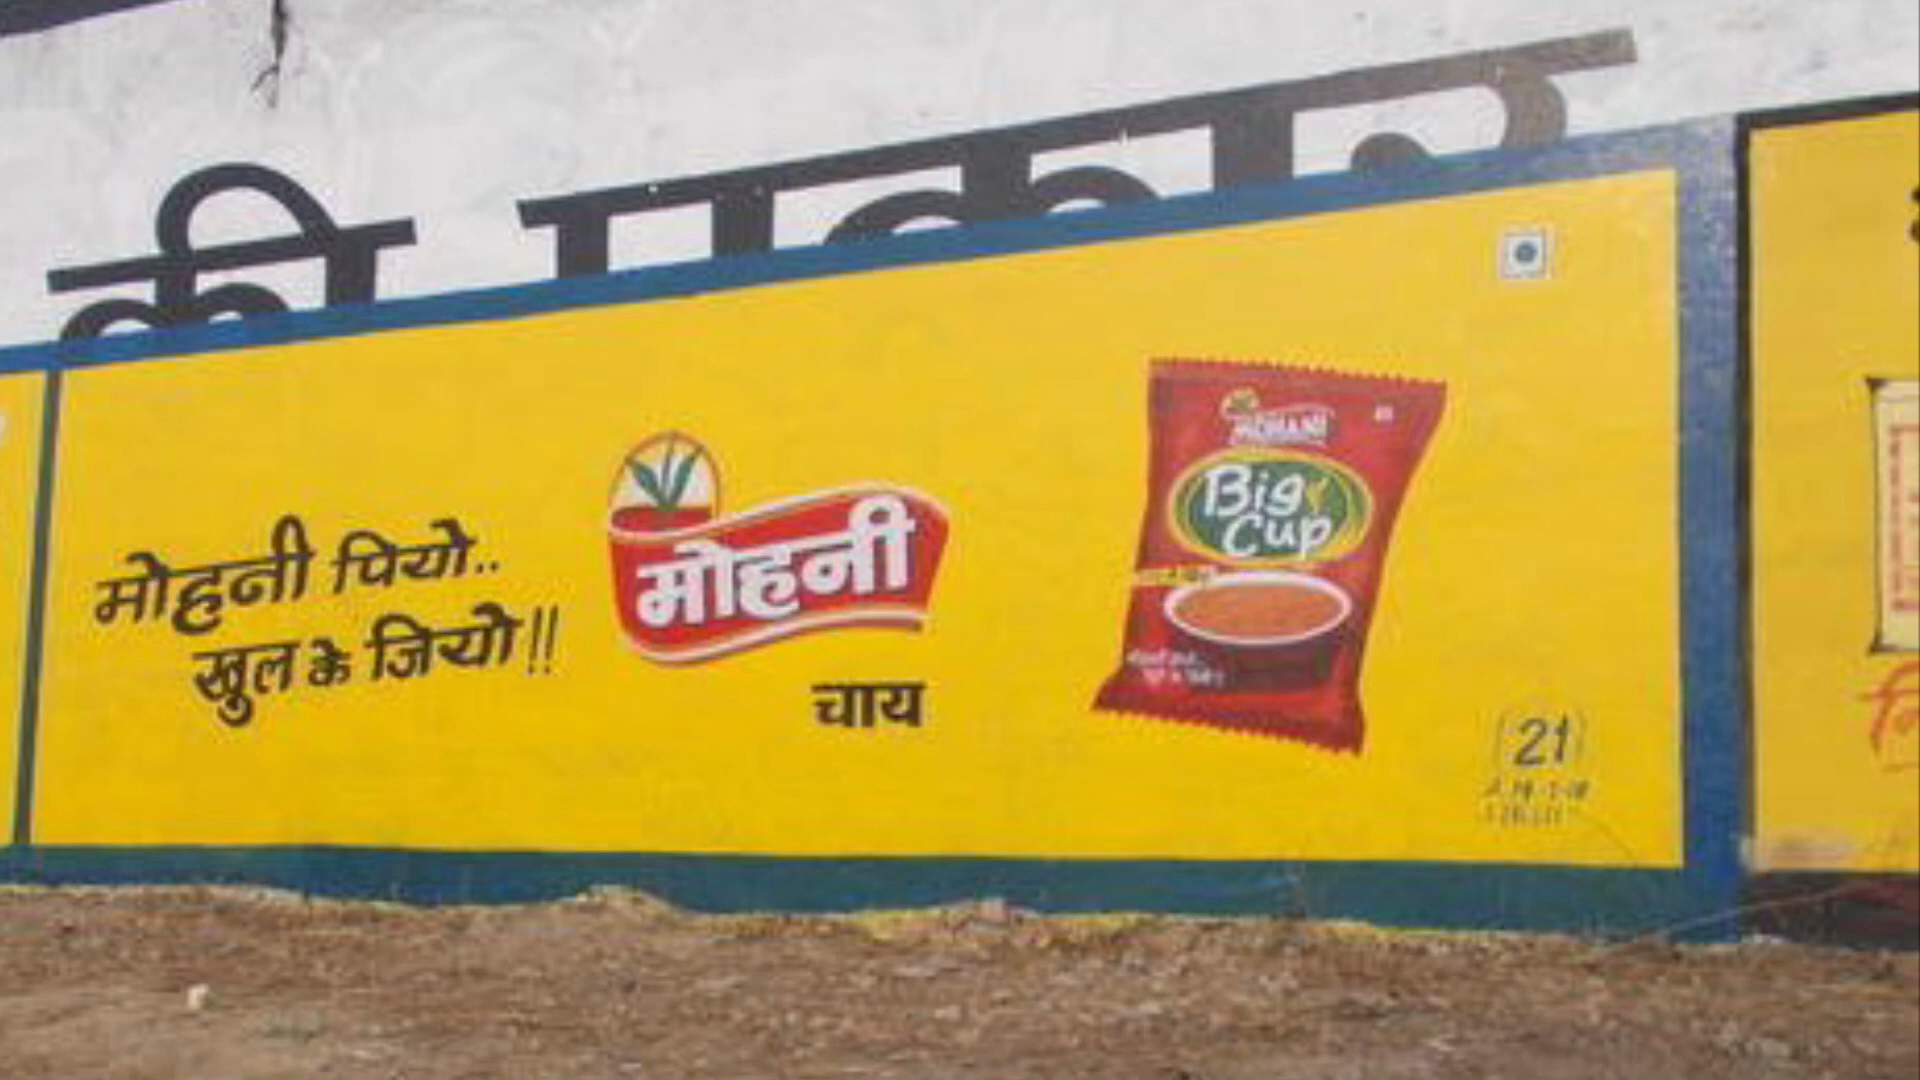 की
मोहनी पियो..
खुल के जियो!!
मोहनी
चाय
MOHANI
Big
Cup
(21)